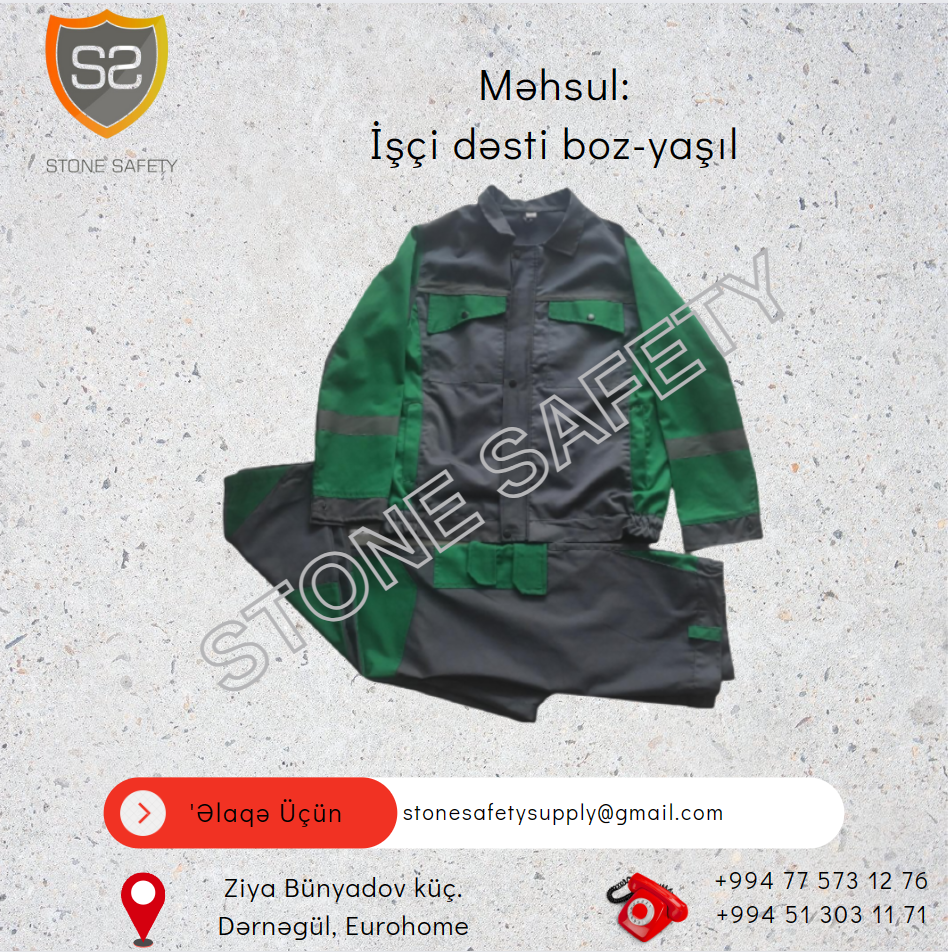 SS
STONE SAFETY
Məhsul:
İşçi dəsti boz-yaşıl
STONE SAFETY
'Əlaqə Üçün
stonesafetysupply@gmail.com
Ziya Bünyadov küç.
Dərnəgül, Eurohome
+994 77 573 12 76
+994 51 303 11 71